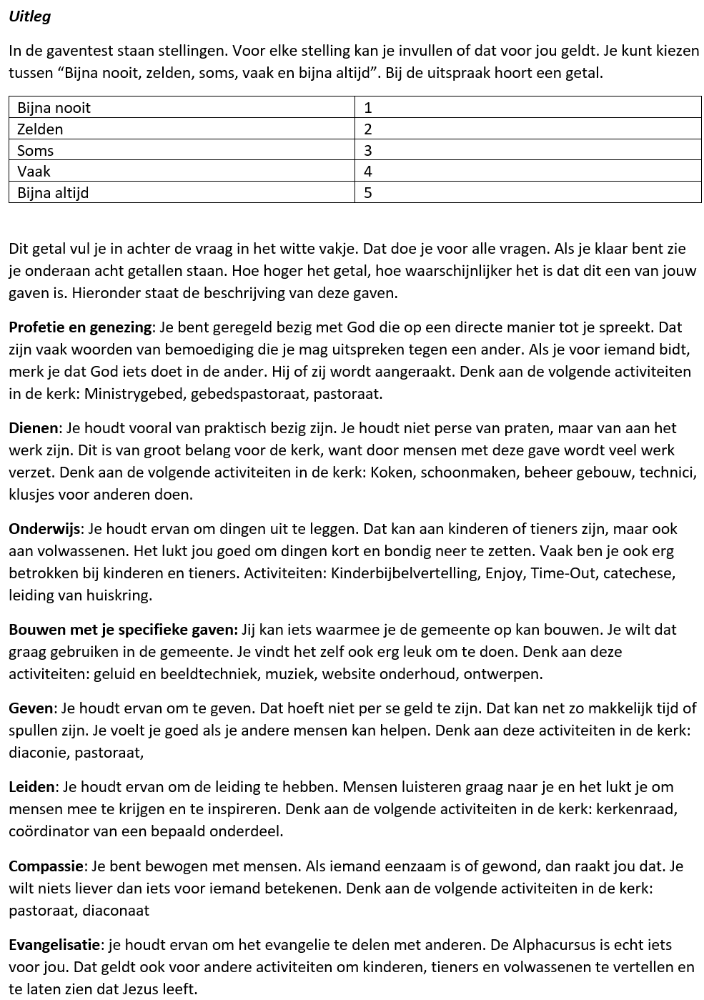 Uitleg
In de gaventest staan stellingen. Voor elke stelling kan je invullen of dat voor jou geldt. Je kunt kiezen
tussen “Bijna nooit, zelden, soms, vaak en bijna altijd”. Bij de uitspraak hoort een getal.
Bijna nooit 1
Zelden 2
Soms 3
Vaak 4
Bijna altijd 5
Dit getal vul je in achter de vraag in het witte vakje. Dat doe je voor alle vragen. Als je klaar bent zie
je onderaan acht getallen staan. Hoe hoger het getal, hoe waarschijnlijker het is dat dit een van jouw
gaven is. Hieronder staat de beschrijving van deze gaven.
Profetie en genezing: Je bent geregeld bezig met God die op een directe manier tot je spreekt. Dat
zijn vaak woorden van bemoediging die je mag uitspreken tegen een ander. Als je voor iemand bidt,
merk je dat God iets doet in de ander. Hij of zij wordt aangeraakt. Denk aan de volgende activiteiten
in de kerk: Ministrygebed, gebedspastoraat, pastoraat.
Dienen: Je houdt vooral van praktisch bezig zijn. Je houdt niet perse van praten, maar van aan het
werk zijn. Dit is van groot belang voor de kerk, want door mensen met deze gave wordt veel werk
verzet. Denk aan de volgende activiteiten in de kerk: Koken, schoonmaken, beheer gebouw, technici,
klusjes voor anderen doen.
Onderwijs: Je houdt ervan om dingen uit te leggen. Dat kan aan kinderen of tieners zijn, maar ook
aan volwassenen. Het lukt jou goed om dingen kort en bondig neer te zetten. Vaak ben je ook erg
betrokken bij kinderen en tieners. Activiteiten: Kinderbijbelvertelling, Enjoy, Time-Out, catechese,
leiding van huiskring.
Bouwen met je specifieke gaven: Jij kan iets waarmee je de gemeente op kan bouwen. Je wilt dat
graag gebruiken in de gemeente. Je vindt het zelf ook erg leuk om te doen. Denk aan deze
activiteiten: geluid en beeldtechniek, muziek, website onderhoud, ontwerpen.
Geven: Je houdt ervan om te geven. Dat hoeft niet per se geld te zijn. Dat kan net zo makkelijk tijd of
spullen zijn. Je voelt je goed als je andere mensen kan helpen. Denk aan deze activiteiten in de kerk:
diaconie, pastoraat,
Leiden: Je houdt ervan om de leiding te hebben. Mensen luisteren graag naar je en het lukt je om
mensen mee te krijgen en te inspireren. Denk aan de volgende activiteiten in de kerk: kerkenraad,
coördinator van een bepaald onderdeel.
Compassie: Je bent bewogen met mensen. Als iemand eenzaam is of gewond, dan raakt jou dat. Je
wilt niets liever dan iets voor iemand betekenen. Denk aan de volgende activiteiten in de kerk:
pastoraat, diaconaat
Evangelisatie: je houdt ervan om het evangelie te delen met anderen. De Alphacursus is echt iets
voor jou. Dat geldt ook voor andere activiteiten om kinderen, tieners en volwassenen te vertellen en
te laten zien dat Jezus leeft.